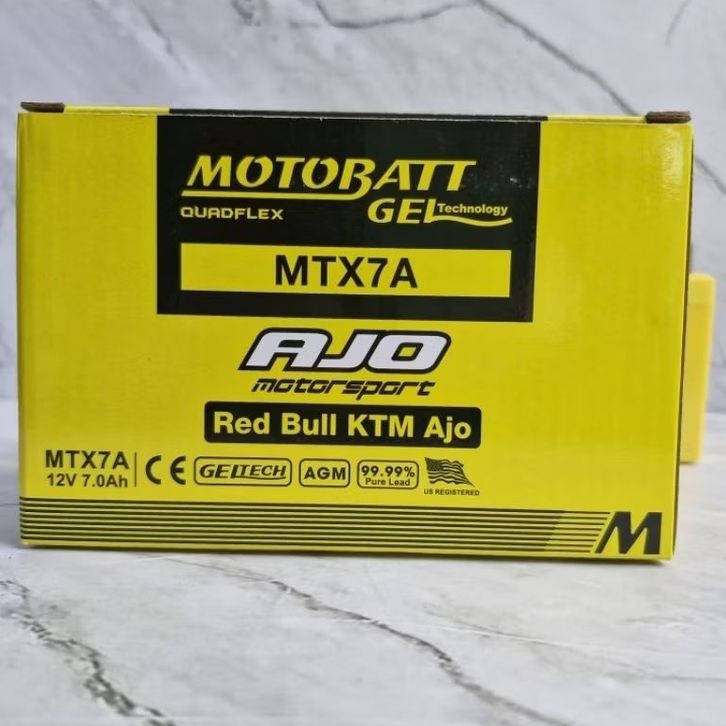 MOTOBATT
QUADFLEX GEL Technology
MTX7A
AJO
motorsport
Red Bull KTM Ajo
MTX7A
12V 7.0Ah
CE GELTECH AGM 99.99%
Pure Lead
US REGISTERED
M